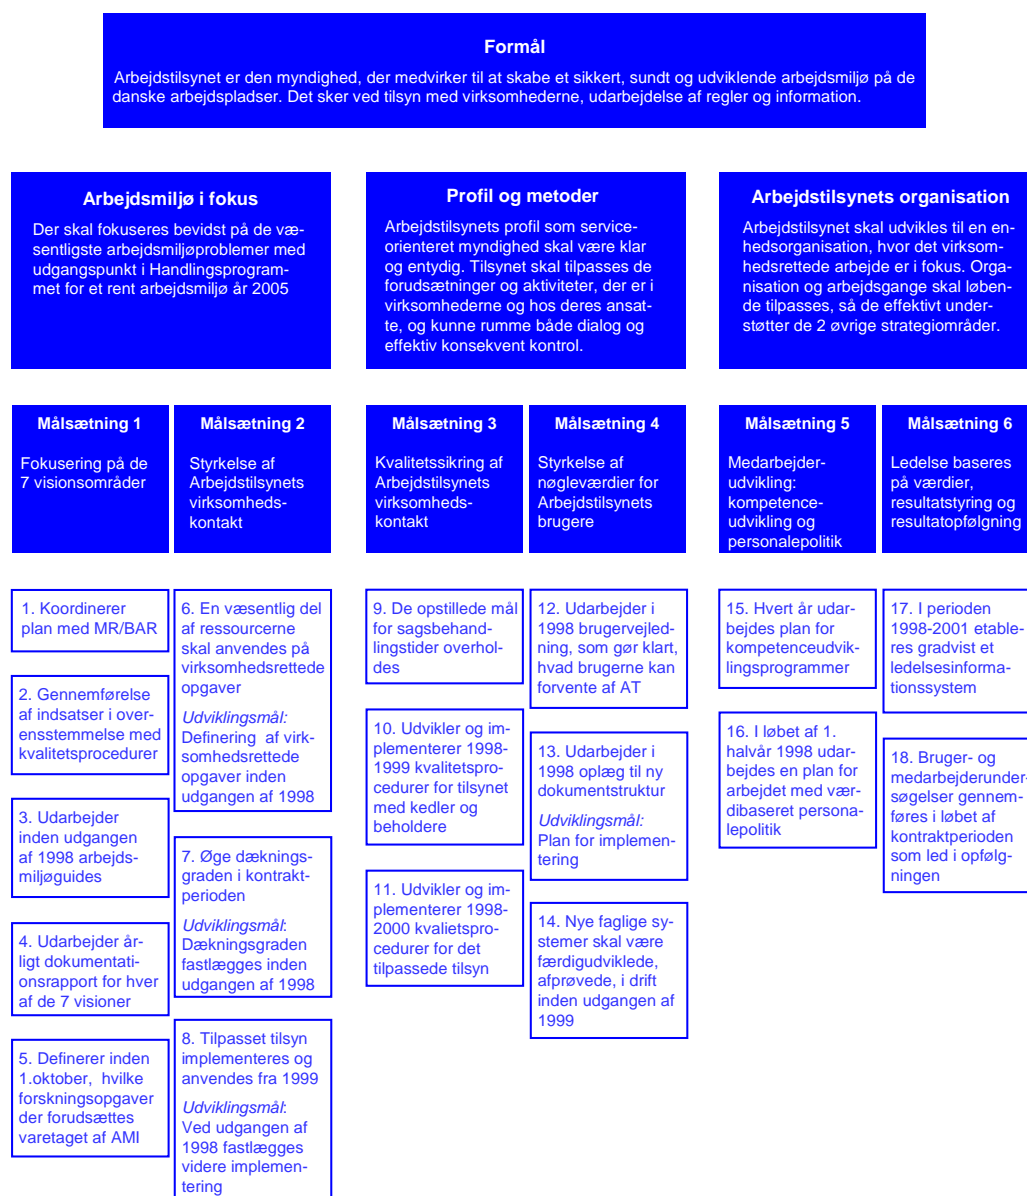 Formål
Arbejdstilsynet er den myndighed, der medvirker til at skabe et sikkert, sundt og udviklende arbejdsmiljø på de
danske arbejdspladser. Det sker ved tilsyn med virksomhederne, udarbejdelse af regler og information.
Arbejdsmiljø i fokus
Der skal fokuseres bevidst på de væ-
sentligste arbejdsmiljøproblemer med
udgangspunkt i Handlingsprogram-
met for et rent arbejdsmiljø år 2005
Profil og metoder
Arbejdstilsynets profil som service-
orienteret myndighed skal være klar
og entydig. Tilsynet skal tilpasses de
forudsætninger og aktiviteter, der er i
virksomhederne og hos deres ansat-
te, og kunne rumme både dialog og
effektiv konsekvent kontrol.
Arbejdstilsynets organisation
Arbejdstilsynet skal udvikles til en en-
hedsorganisation, hvor det virksom-
hedsrettede arbejde er i fokus. Orga-
nisation og arbejdsgange skal løben-
de tilpasses, så de effektivt under-
støtter de 2 øvrige strategiområder.
Målsætning 1
Fokusering på de
7 visionsområder
Målsætning 2
Styrkelse af
Arbejdstilsynets
virksomheds-
kontakt
Målsætning 3
Kvalitetssikring af
Arbejdstilsynets
virksomheds-
kontakt
Målsætning 4
Styrkelse af
nøgleværdier for
Arbejdstilsynets
brugere
Målsætning 5
Medarbejder-
udvikling:
kompetence-
udvikling og
personalepolitik
Målsætning 6
Ledelse baseres
på værdier,
resultatstyring og
resultatopfølgning
1. Koordinerer
plan med MR/BAR
2. Gennemførelse
af indsatser i over-
ensstemmelse med
kvalitetsprocedurer
3. Udarbejder
inden udgangen
af 1998 arbejds-
miljøguides
4. Udarbejder år-
ligt dokumentati-
onsrapport for hver
af de 7 visioner
5. Definerer inden
1.oktober, hvilke
forskningsopgaver
der forudsættes
varetaget af AMI
6. En væsentlig del
af ressourcerne
skal anvendes på
virksomhedsrettede
opgaver
Udviklingsmål:
Definering af virk-
somhedsrettede
opgaver inden
udgangen af 1998
7. Øge dæknings-
graden i kontrakt-
perioden
Udviklingsmål:
Dækningsgraden
fastlægges inden
udgangen af 1998
8. Tilpasset tilsyn
implementeres og
anvendes fra 1999
Udviklingsmål:
Ved udgangen af
1998 fastlægges
videre implemen-
tering
9. De opstillede mål
for sagsbehand-
lingstider overhol-
des
10. Udvikler og im-
plementerer 1998-
1999 kvalitetspro-
cedurer for tilsynet
med kedler og
beholdere
11. Udvikler og im-
plementerer 1998-
2000 kvalietspro-
cedurer for det
tilpassede tilsyn
12. Udarbejder i
1998 brugervejled-
ning, som gør klart,
hvad brugerne kan
forvente af AT
13. Udarbejder i
1998 oplæg til ny
dokumentstruktur
Udviklingsmål:
Plan for implemen-
tering
14. Nye faglige sy-
stemer skal være
færdigudviklede,
afprøvede, i drift
inden udgangen af
1999
15. Hvert år udar-
bejdes plan for
kompetenceudvik-
lingsprogrammer
16. I løbet af 1.
halvår 1998 udar-
bejdes en plan for
arbejdet med vær-
dibaseret persona-
lepolitik
17. I perioden
1998-2001 etable-
res gradvist et
ledelsesinforma-
tionssystem
18. Bruger- og
medarbejderunder-
søgelser gennem-
føres i løbet af
kontraktperioden
som led i opfølg-
ningen